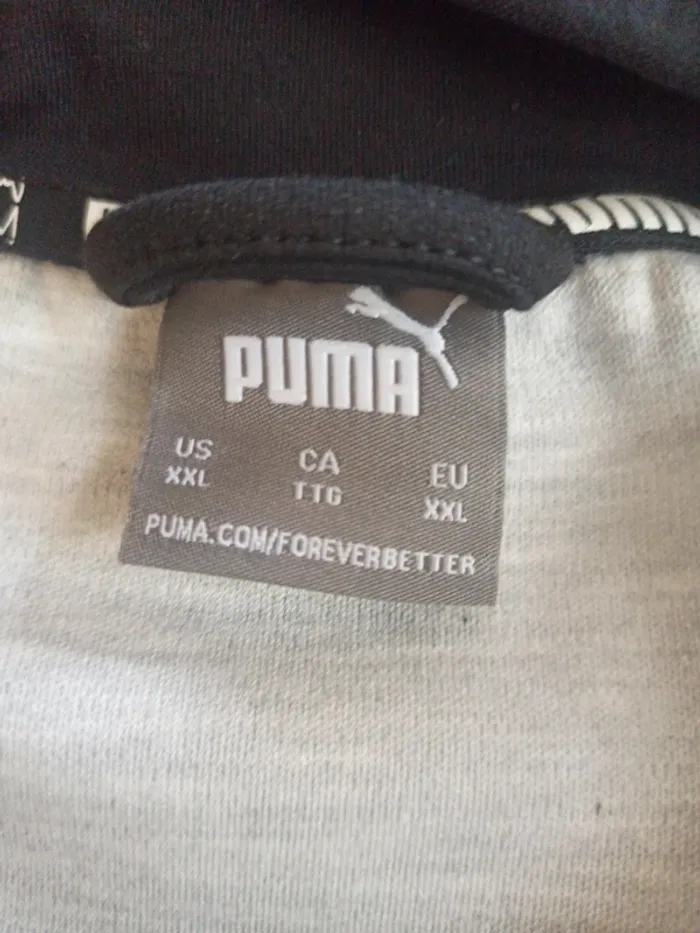 PUMA
US CA EU
XXL TTG XXL
PUMA.COM/FOREVERBETTER